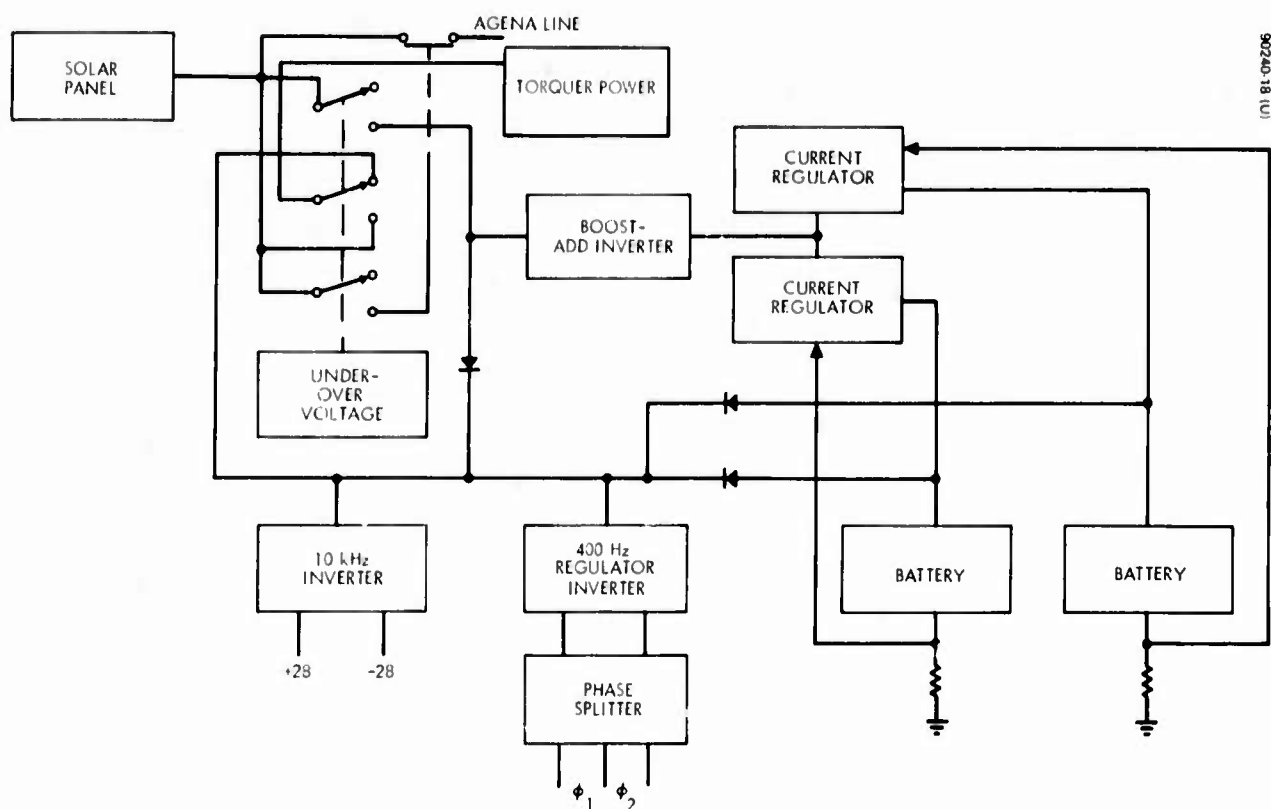 AGENA LINE
SOLAR
PANEL
TORQUER POWER
90240-18 (U)
CURRENT
REGULATOR
BOOST-
ADD INVERTER
CURRENT
REGULATOR
UNDER-
OVER
VOLTAGE
10 kHz
INVERTER
400 Hz
REGULATOR
INVERTER
BATTERY
BATTERY
+28
-28
PHASE
SPLITTER
ϕ1 ϕ2